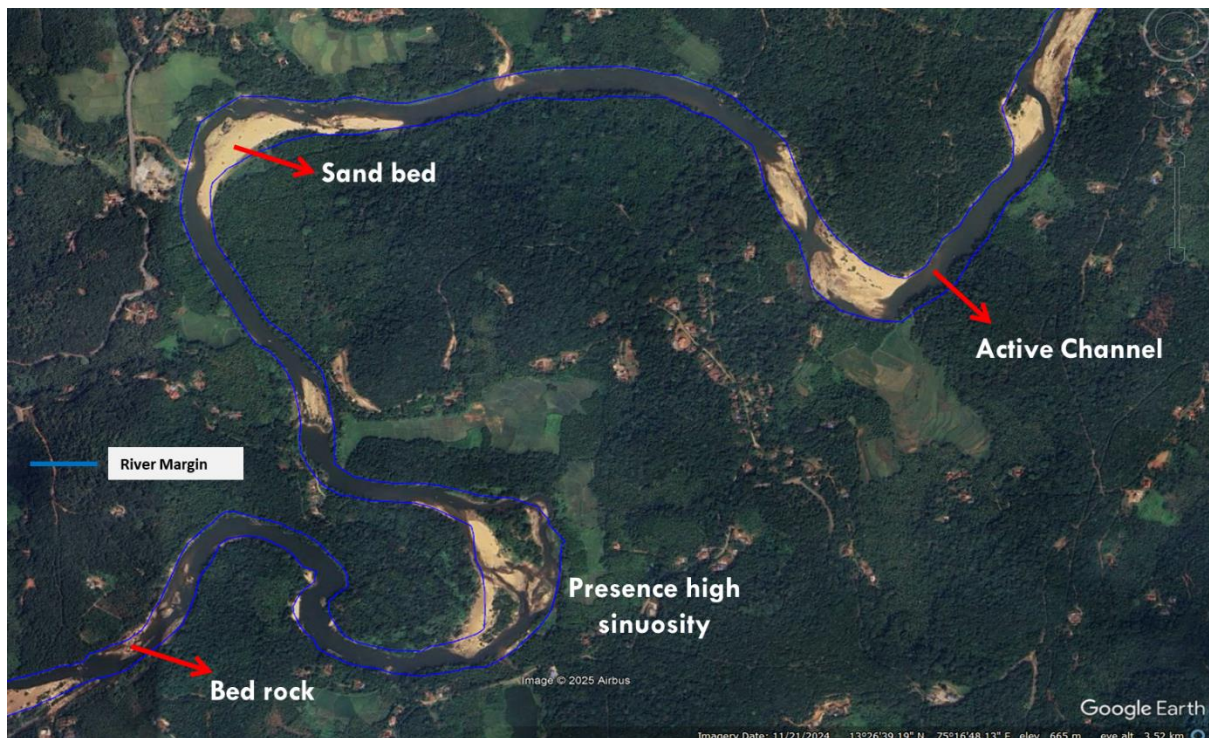 Sand bed
Active Channel
River Margin
Presence high
sinuosity
Bed rock
Image © 2025 Airbus
Google Earth
Imagery Date: 11/21/2024 13°26'39.19" N 75°16'48.13" E elev 665 m eye alt 3.52 km